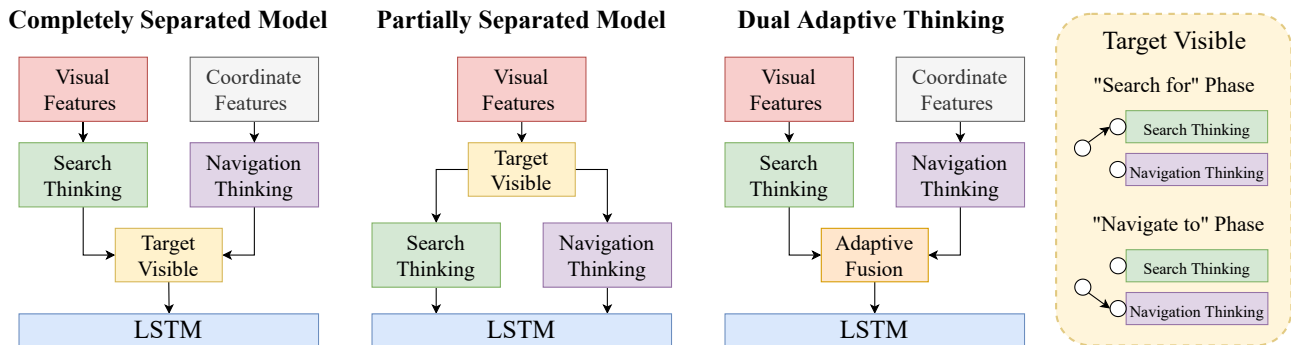 Completely Separated Model
Visual
Features
Coordinate
Features
Search
Thinking
Navigation
Thinking
Target
Visible
LSTM
Partially Separated Model
Visual
Features
Target
Visible
Search
Thinking
Navigation
Thinking
LSTM
Dual Adaptive Thinking
Visual
Features
Coordinate
Features
Search
Thinking
Navigation
Thinking
Adaptive
Fusion
LSTM
Target Visible
"Search for" Phase
Search Thinking
Navigation Thinking
"Navigate to" Phase
Search Thinking
Navigation Thinking